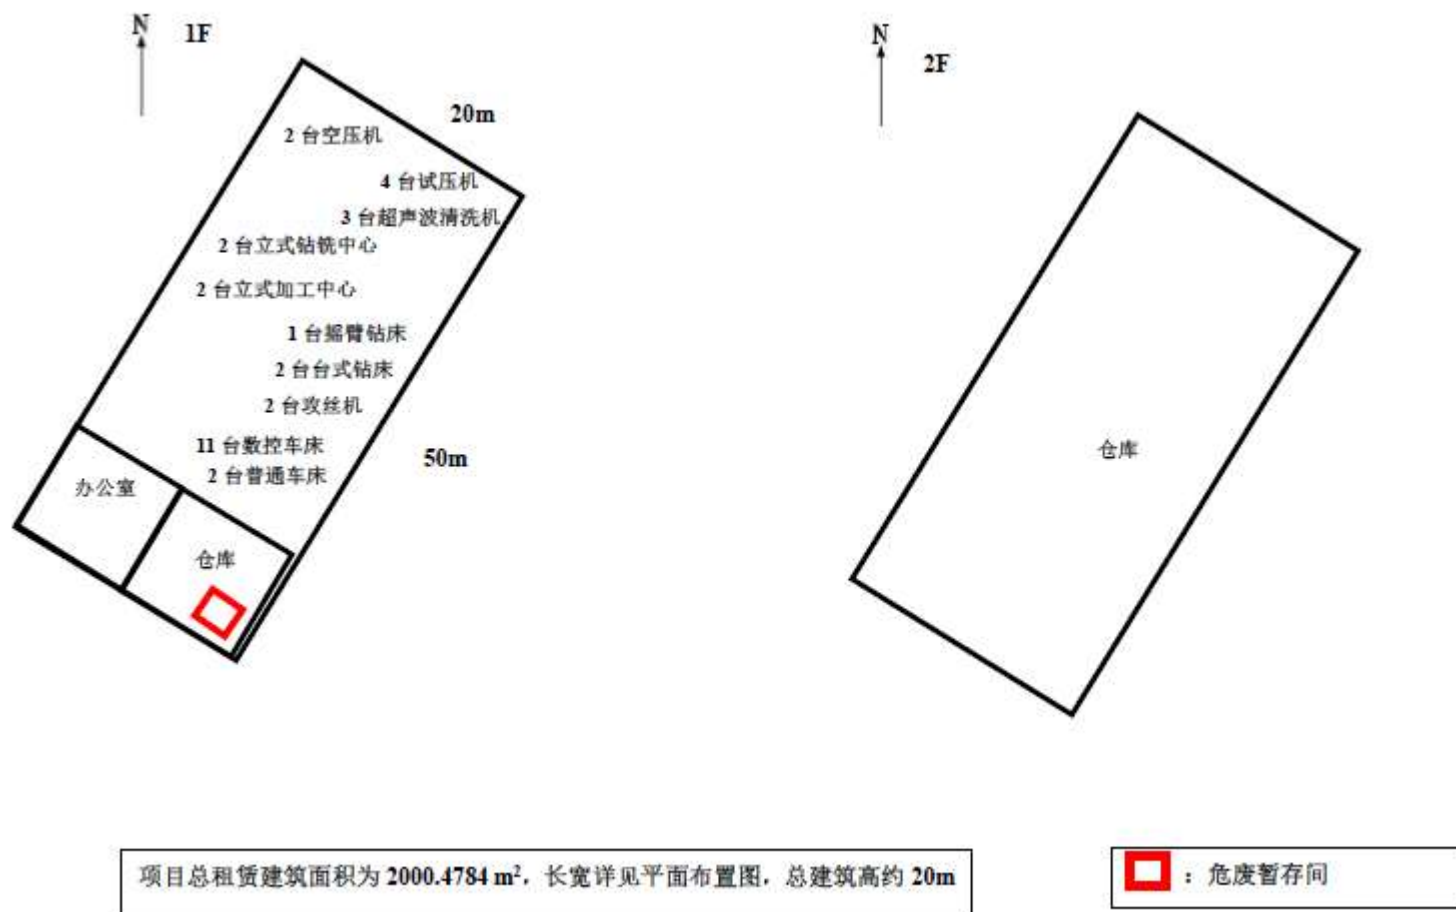 N
1F
20m
2 台空压机
4 台试压机
3 台超声波清洗机
2 台立式钻铣中心
2 台立式加工中心
1 台摇臂钻床
2 台台式钻床
2 台攻丝机
11 台数控车床
2 台普通车床
50m
办公室
仓库
N
2F
仓库
项目总租赁建筑面积为 2000.4784 m²，长宽详见平面布置图，总建筑高约 20m
：危废暂存间